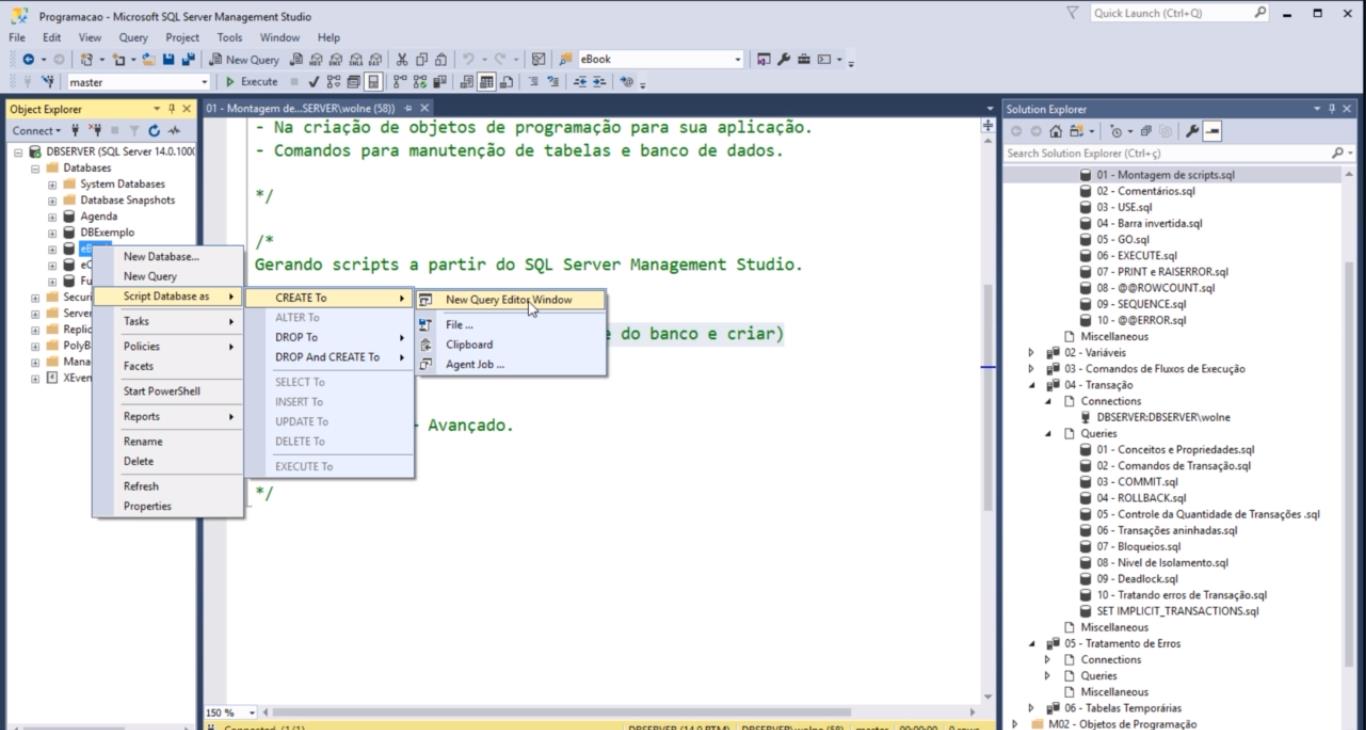 Programacao - Microsoft SQL Server Management Studio
Quick Launch (Ctrl+Q)
File Edit View Query Project Tools Window Help
New Query
eBook
master
Execute
Object Explorer
Connect
DBSERVER (SQL Server 14.0.1000
Databases
System Databases
Database Snapshots
Agenda
DBExemplo
Securi
Server
Replic
PolyB
Mana
XEven
New Database...
New Query
Script Database as
Tasks
Policies
Facets
Start PowerShell
Reports
Rename
Delete
Refresh
Properties
CREATE To
ALTER To
DROP To
DROP And CREATE To
SELECT To
INSERT To
UPDATE To
DELETE To
EXECUTE To
New Query Editor Window
File ...
Clipboard
Agent Job ...
01 - Montagem de...SERVER\wolne (58))
- Na criação de objetos de programação para sua aplicação.
- Comandos para manutenção de tabelas e banco de dados.
*/
/*
Gerando scripts a partir do SQL Server Management Studio.
e do banco e criar)
- Avançado.
*/
150 %
Connected. (1/1)
DBSERVER (14.0 RTM) DBSERVER\wolne (58) master 00:00:00 0 rows
Solution Explorer
Search Solution Explorer (Ctrl+ç)
01 - Montagem de scripts.sql
02 - Comentários.sql
03 - USE.sql
04 - Barra invertida.sql
05 - GO.sql
06 - EXECUTE.sql
07 - PRINT e RAISERROR.sql
08 - @@ROWCOUNT.sql
09 - SEQUENCE.sql
10 - @@ERROR.sql
Miscellaneous
02 - Variáveis
03 - Comandos de Fluxos de Execução
04 - Transação
Connections
DBSERVER:DBSERVER\wolne
Queries
01 - Conceitos e Propriedades.sql
02 - Comandos de Transação.sql
03 - COMMIT.sql
04 - ROLLBACK.sql
05 - Controle da Quantidade de Transações .sql
06 - Transações aninhadas.sql
07 - Bloqueios.sql
08 - Nivel de Isolamento.sql
09 - Deadlock.sql
10 - Tratando erros de Transação.sql
SET IMPLICIT_TRANSACTIONS.sql
Miscellaneous
05 - Tratamento de Erros
Connections
Queries
Miscellaneous
06 - Tabelas Temporárias
M02 - Objetos de Programação